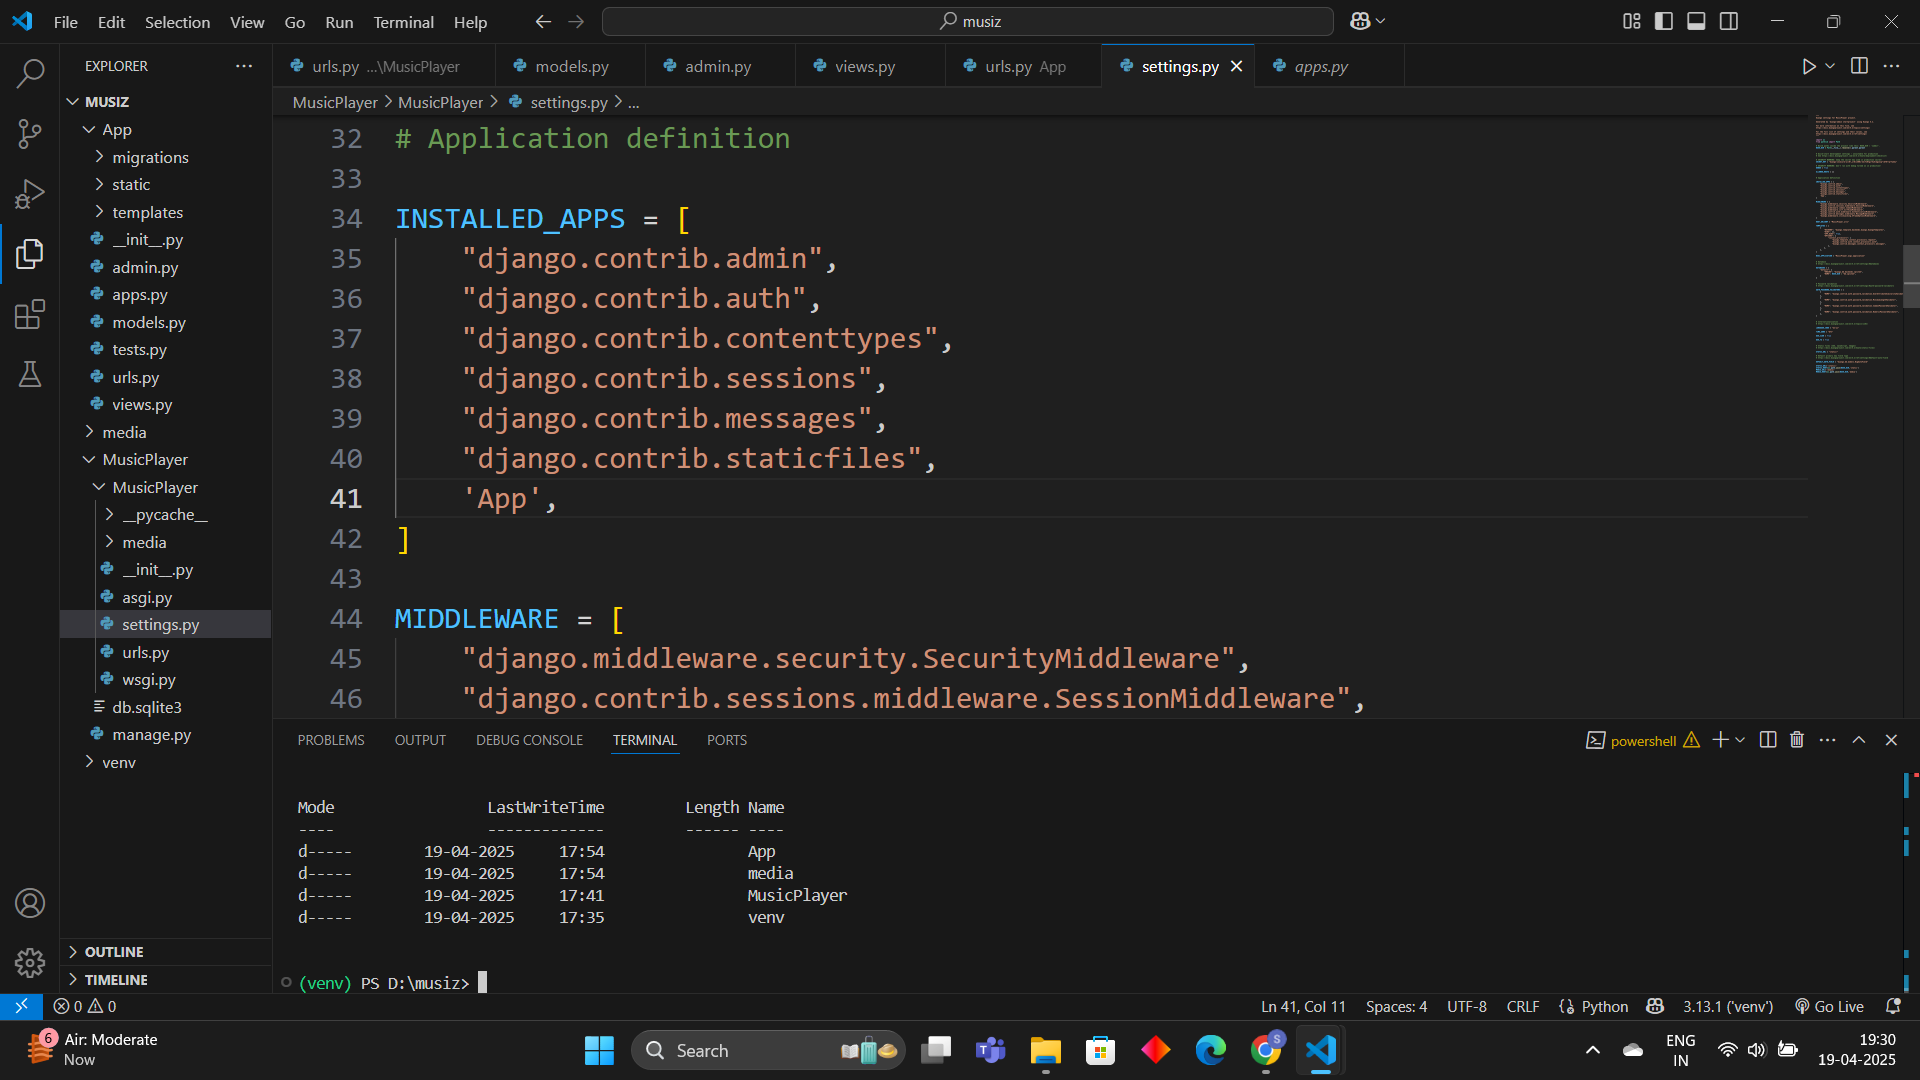 File Edit Selection View Go Run Terminal Help
musiz
EXPLORER
MUSIZ
App
migrations
static
templates
__init__.py
admin.py
apps.py
models.py
tests.py
urls.py
views.py
media
MusicPlayer
MusicPlayer
__pycache__
media
__init__.py
asgi.py
settings.py
urls.py
wsgi.py
db.sqlite3
manage.py
venv
OUTLINE
TIMELINE
urls.py ...\MusicPlayer models.py admin.py views.py urls.py App settings.py apps.py
MusicPlayer > MusicPlayer > settings.py > ...
32 # Application definition
33
34 INSTALLED_APPS = [
35 "django.contrib.admin",
36 "django.contrib.auth",
37 "django.contrib.contenttypes",
38 "django.contrib.sessions",
39 "django.contrib.messages",
40 "django.contrib.staticfiles",
41 'App',
42 ]
43
44 MIDDLEWARE = [
45 "django.middleware.security.SecurityMiddleware",
46 "django.contrib.sessions.middleware.SessionMiddleware",
PROBLEMS OUTPUT DEBUG CONSOLE TERMINAL PORTS
powershell
Mode LastWriteTime Length Name
---- ------------- ------ ----
d----- 19-04-2025 17:54 App
d----- 19-04-2025 17:54 media
d----- 19-04-2025 17:41 MusicPlayer
d----- 19-04-2025 17:35 venv
(venv) PS D:\musiz>
0 0 Ln 41, Col 11 Spaces: 4 UTF-8 CRLF Python 3.13.1 ('venv') Go Live
6
Air: Moderate
Now
Search
S
ENG
IN
19:30
19-04-2025